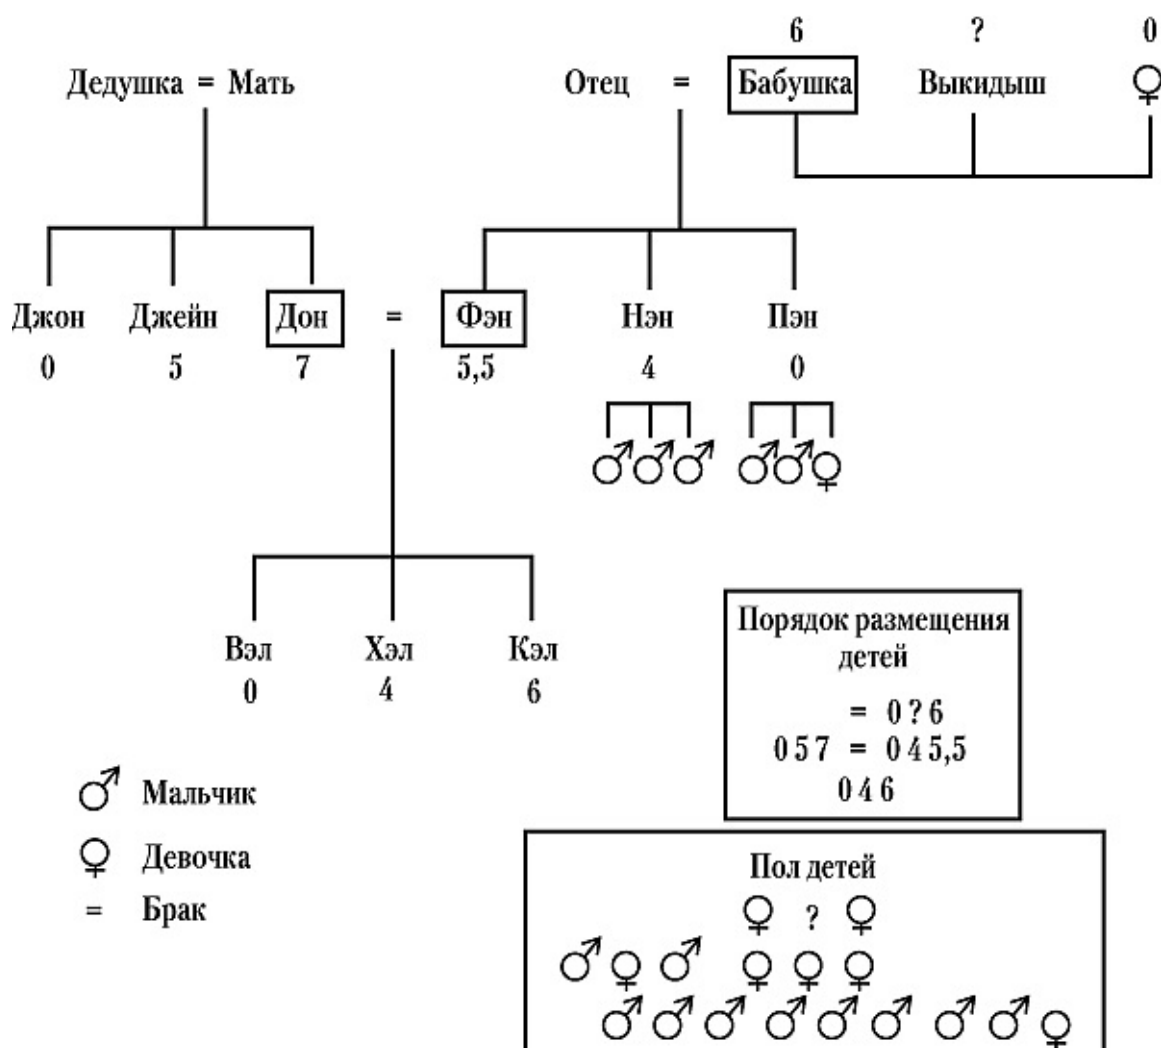 6 ? 0
Дедушка = Мать Отец = Бабушка Выкидыш
Джон Джейн Дон = Фэн Нэн Пэн
0 5 7 5,5 4 0
Вэл Хэл Кэл
0 4 6
Порядок размещения
детей
= 0 ? 6
0 5 7 = 0 4 5,5
0 4 6
♂ Мальчик
♀ Девочка
= Брак
Пол детей
♀ ? ♀
♂ ♀ ♂ ♀ ♀ ♀
♂ ♂ ♂ ♂ ♂ ♂ ♂ ♂ ♀